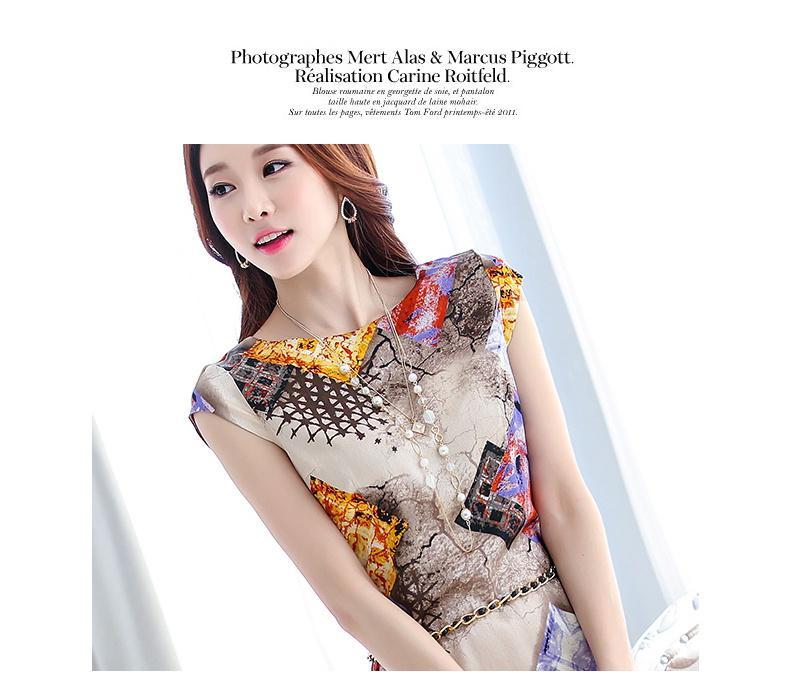 Photographes Mert Alas & Marcus Piggott.
Réalisation Carine Roitfeld.
Blouse roumaine en georgette de soie, et pantalon
taille haute en jacquard de laine mohair.
Sur toutes les pages, vêtements Tom Ford printemps-été 2011.